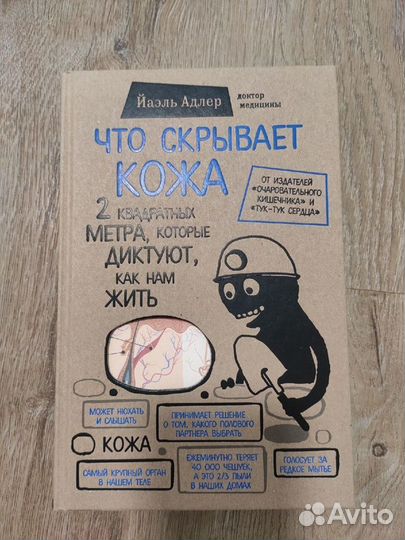 Йаэль Адлер
доктор
медицины
ЧТО СКРЫВАЕТ
КОЖА
ОТ ИЗДАТЕЛЕЙ
«ОЧАРОВАТЕЛЬНОГО
КИШЕЧНИКА» И
«ТУК-ТУК СЕРДЦА»
2 КВАДРАТНЫХ
МЕТРА, КОТОРЫЕ
ДИКТУЮТ,
КАК НАМ
ЖИТЬ
МОЖЕТ НЮХАТЬ
И СЛЫШАТЬ
ПРИНИМАЕТ РЕШЕНИЕ
О ТОМ, КАКОГО ПОЛОВОГО
ПАРТНЕРА ВЫБРАТЬ
КОЖА
САМЫЙ КРУПНЫЙ ОРГАН
В НАШЕМ ТЕЛЕ
ЕЖЕМИНУТНО ТЕРЯЕТ
40 000 ЧЕШУЕК,
А ЭТО 2/3 ПЫЛИ
В НАШИХ ДОМАХ
ГОЛОСУЕТ ЗА
РЕДКОЕ МЫТЬЕ
Avito